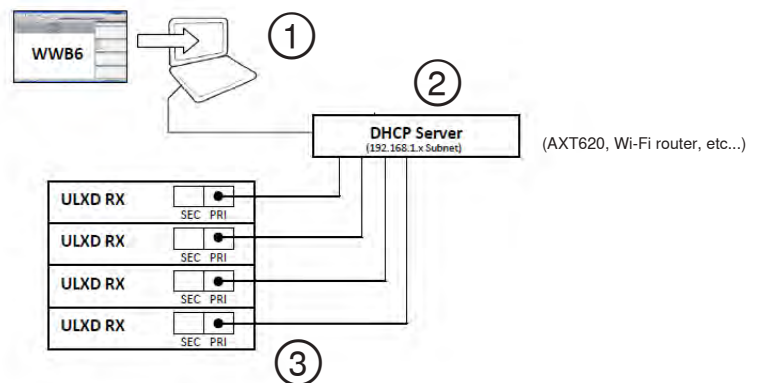 WWB6
1
2
DHCP Server
(192.168.1.x Subnet)
(AXT620, Wi-Fi router, etc...)
ULXD RX
SEC PRI
ULXD RX
SEC PRI
ULXD RX
SEC PRI
ULXD RX
SEC PRI
3